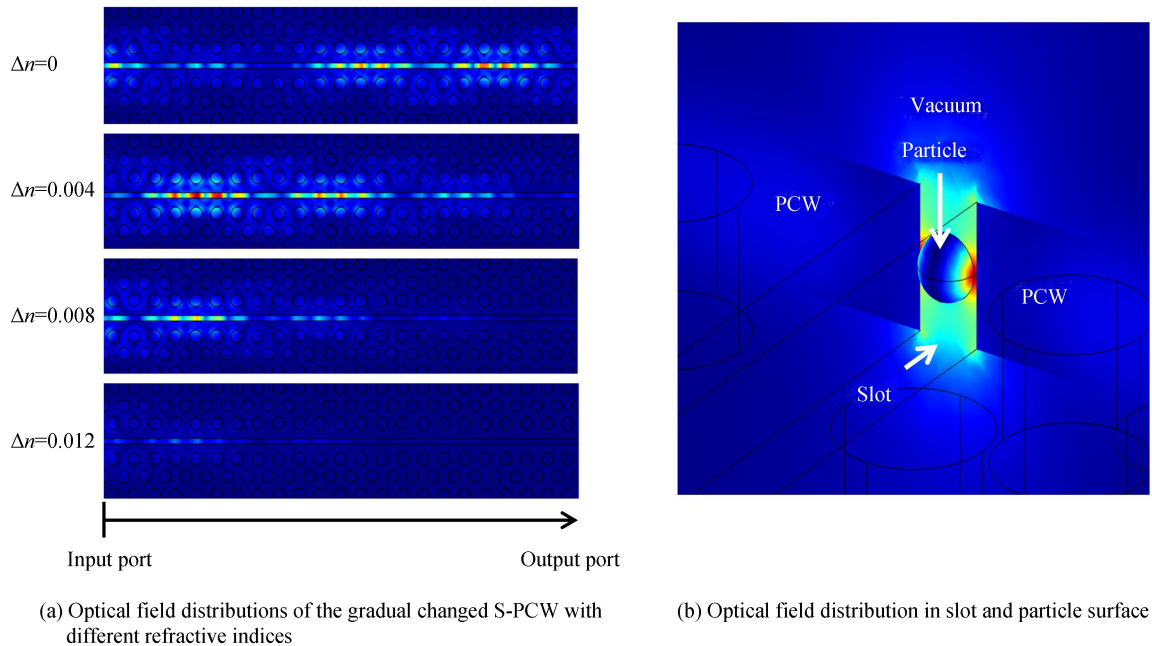 Δn=0
Δn=0.004
Δn=0.008
Δn=0.012
Input port
Output port
(a) Optical field distributions of the gradual changed S-PCW with
different refractive indices
Vacuum
Particle
PCW
PCW
Slot
(b) Optical field distribution in slot and particle surface